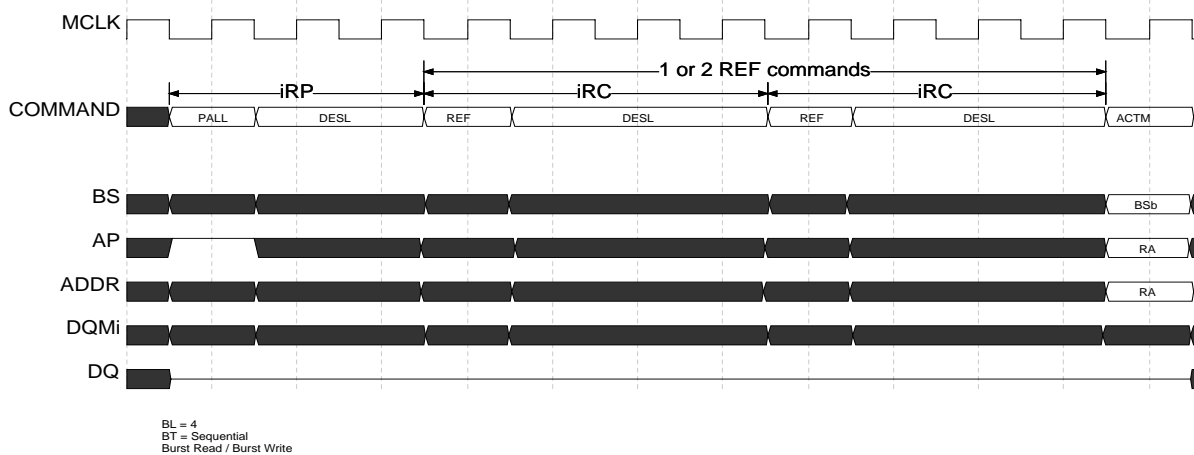 MCLK
1 or 2 REF commands
iRP iRC iRC
COMMAND PALL DESL REF DESL REF DESL ACTM
BS BSb
AP RA
ADDR RA
DQMi
DQ
BL = 4
BT = Sequential
Burst Read / Burst Write